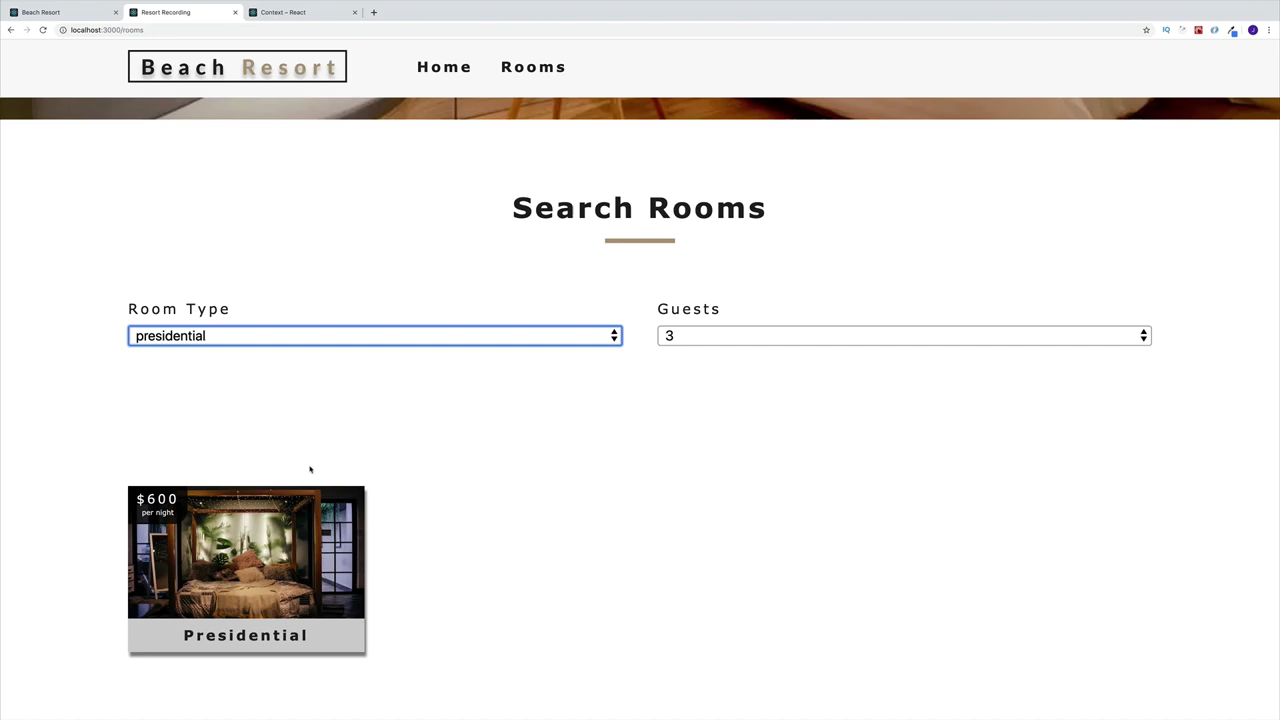 Beach Resort
Resort Recording
Context – React
localhost:3000/rooms
IQ
J
Beach Resort
Home
Rooms
Search Rooms
Room Type
Guests
presidential
3
$600
per night
Presidential